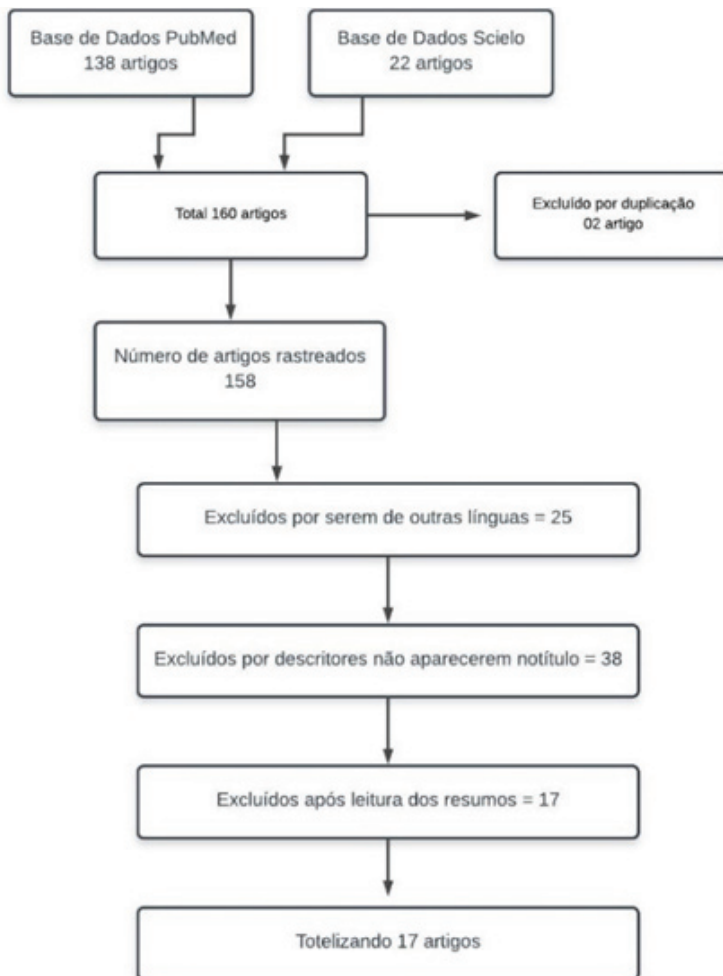 Base de Dados PubMed
138 artigos
Base de Dados Scielo
22 artigos
Total 160 artigos
Excluído por duplicação
02 artigo
Número de artigos rastreados
158
Excluídos por serem de outras línguas = 25
Excluídos por descritores não aparecerem notítulo = 38
Excluídos após leitura dos resumos = 17
Totelizando 17 artigos